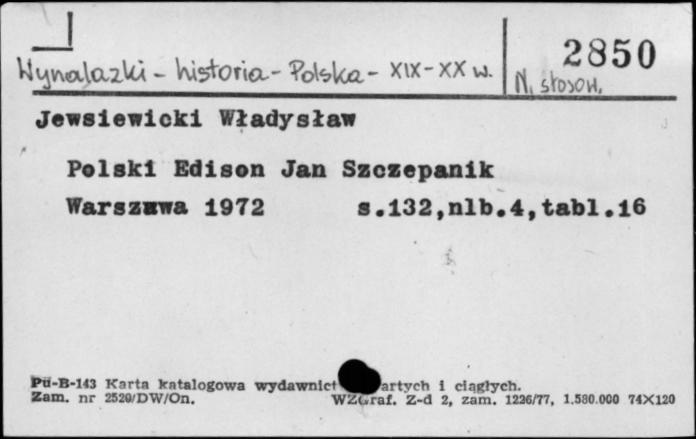 2850
Wynalazki - historia - Polska - XIX - XX w.
N. stosow.
Jewsiewicki Władysław
Polski Edison Jan Szczepanik
Warszawa 1972 s.132,nlb.4,tabl.16
Pu-B-143 Karta katalogowa wydawnict artych i ciągłych.
Zam. nr 2520/DW/On. WZGraf. Z-d 2, zam. 1226/77, 1.580.000 74X120